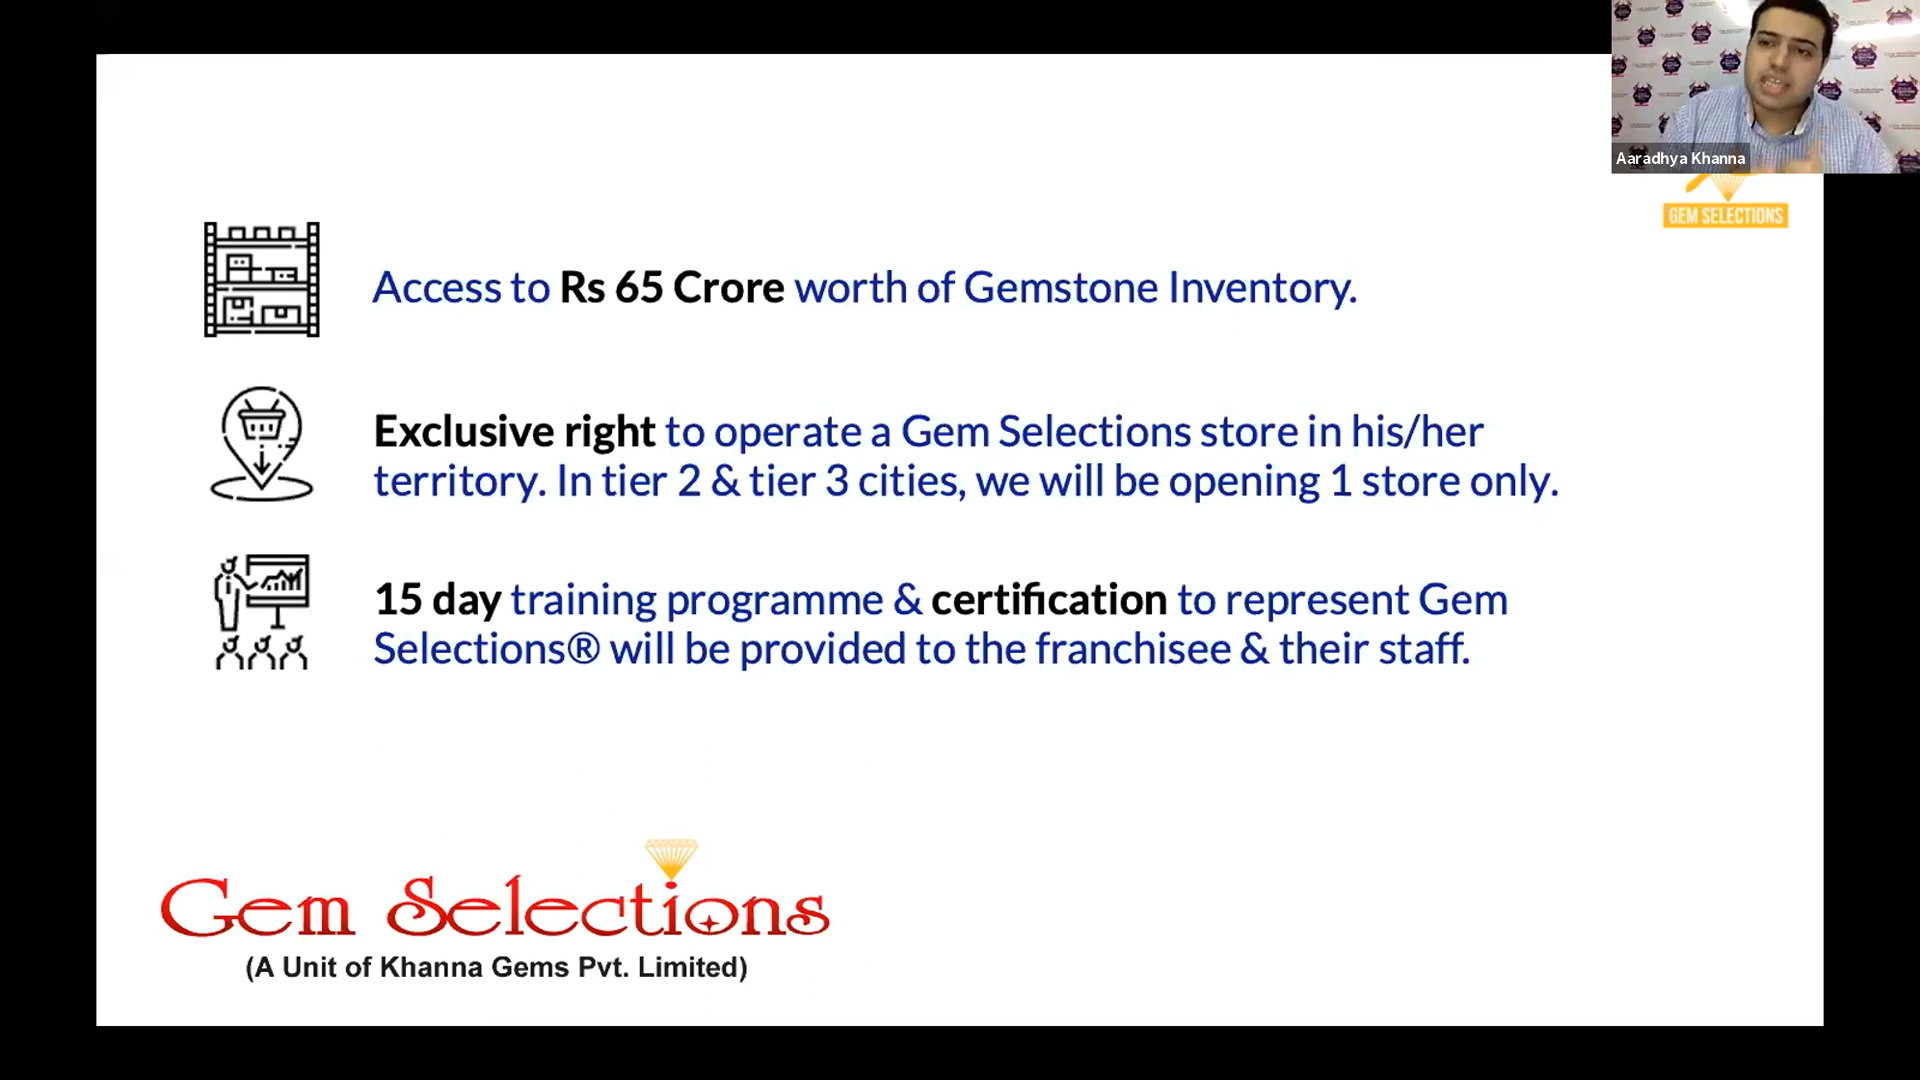 Aaradhya Khanna
GEM SELECTIONS
Access to Rs 65 Crore worth of Gemstone Inventory.
Exclusive right to operate a Gem Selections store in his/her
territory. In tier 2 & tier 3 cities, we will be opening 1 store only.
15 day training programme & certification to represent Gem
Selections® will be provided to the franchisee & their staff.
Gem Selections
(A Unit of Khanna Gems Pvt. Limited)